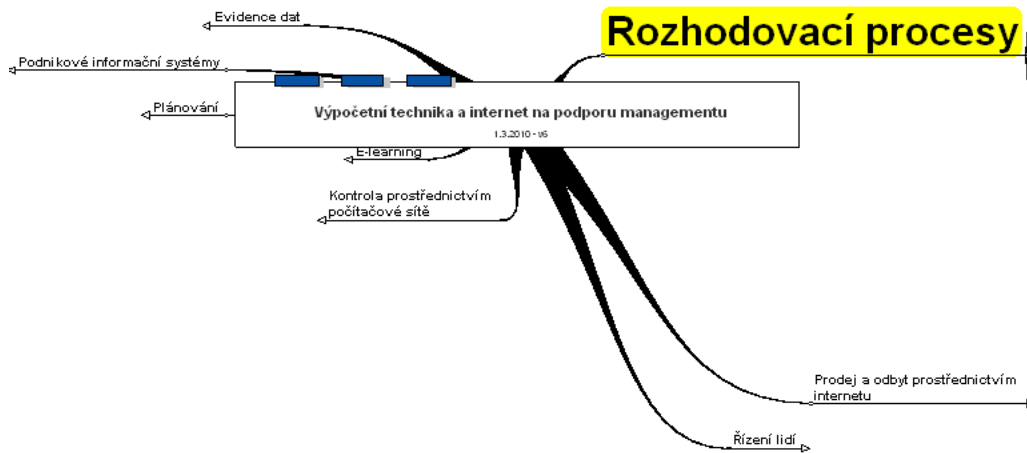 Evidence dat
Rozhodovací procesy
Podnikové informační systémy
Plánování
Výpočetní technika a internet na podporu managementu
1.3.2010 - v6
E-learning
Kontrola prostřednictvím
počítačové sítě
Prodej a odbyt prostřednictvím
internetu
Řízení lidí